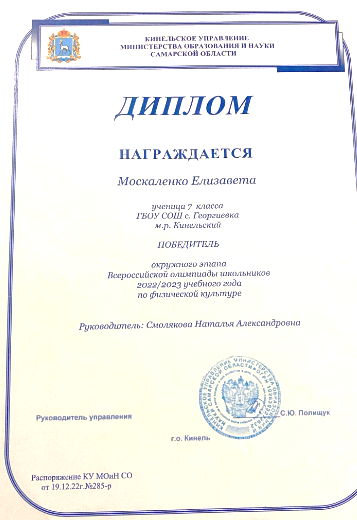 КИНЕЛЬСКОЕ УПРАВЛЕНИЕ
МИНИСТЕРСТВА ОБРАЗОВАНИЯ И НАУКИ
САМАРСКОЙ ОБЛАСТИ
ДИПЛОМ
НАГРАЖДАЕТСЯ
Москаленко Елизавета
ученица 7 класса
ГБОУ СОШ с. Георгиевка
м.р. Кинельский
ПОБЕДИТЕЛЬ
окружного этапа
Всероссийской олимпиады школьников
2022/2023 учебного года
по физической культуре
Руководитель: Смолякова Наталья Александровна
Руководитель управления
С.Ю. Полищук
г.о. Кинель
Распоряжение КУ МОиН СО
от 19.12.22г.№285-р